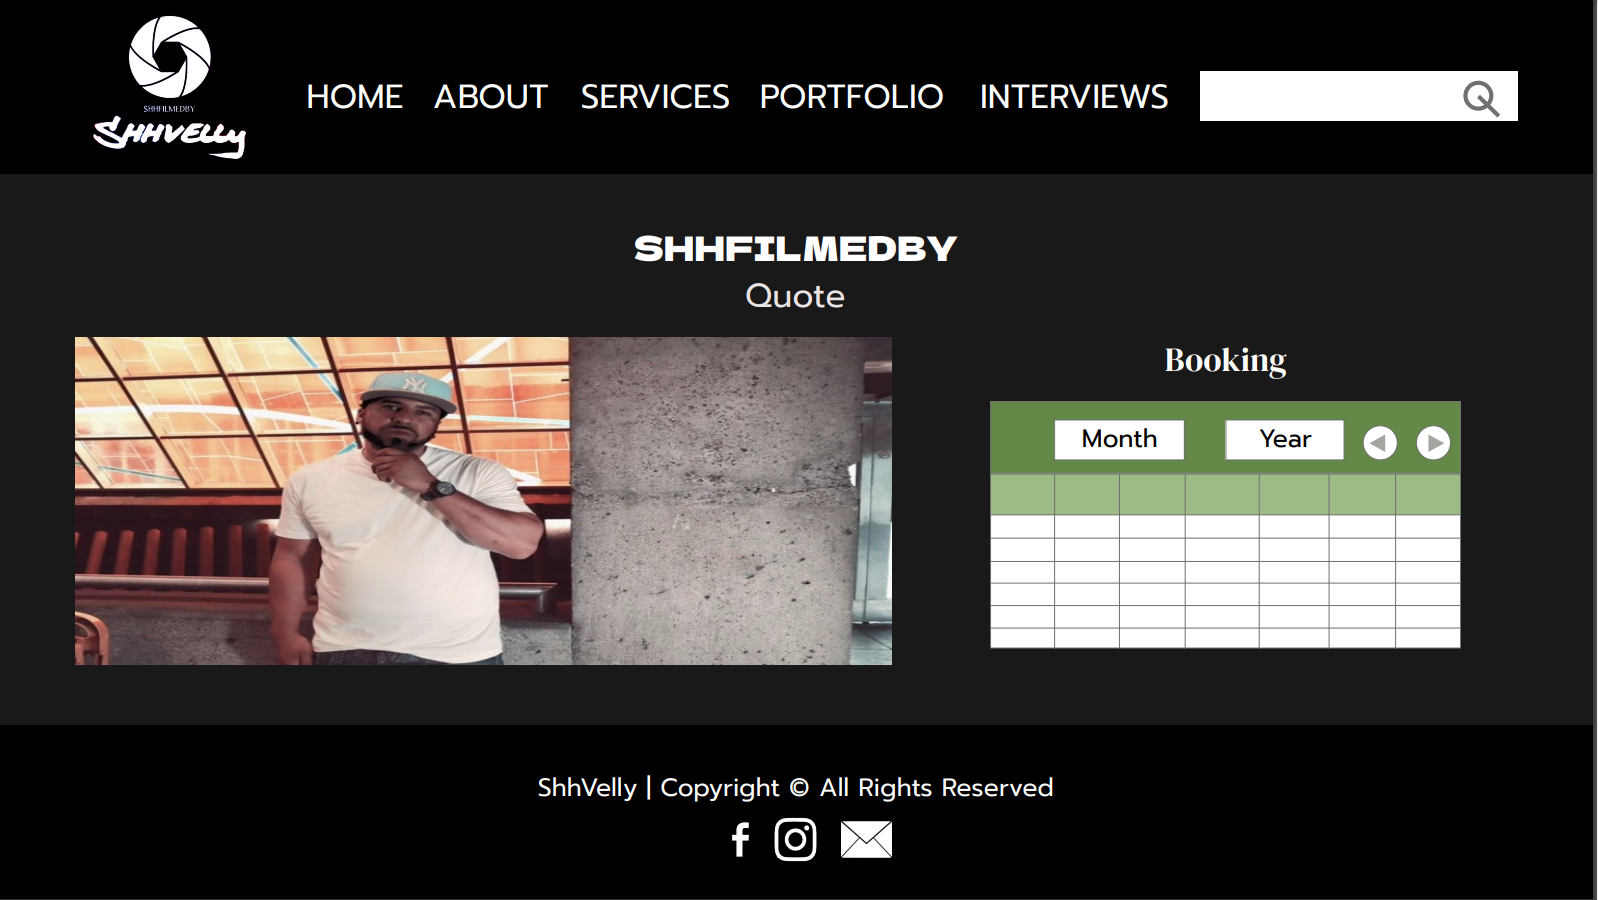 SHHFILMEDBY
SHHVELLY
HOME ABOUT SERVICES PORTFOLIO INTERVIEWS
SHHFILMEDBY
Quote
NY
Booking
Month Year
ShhVelly | Copyright © All Rights Reserved